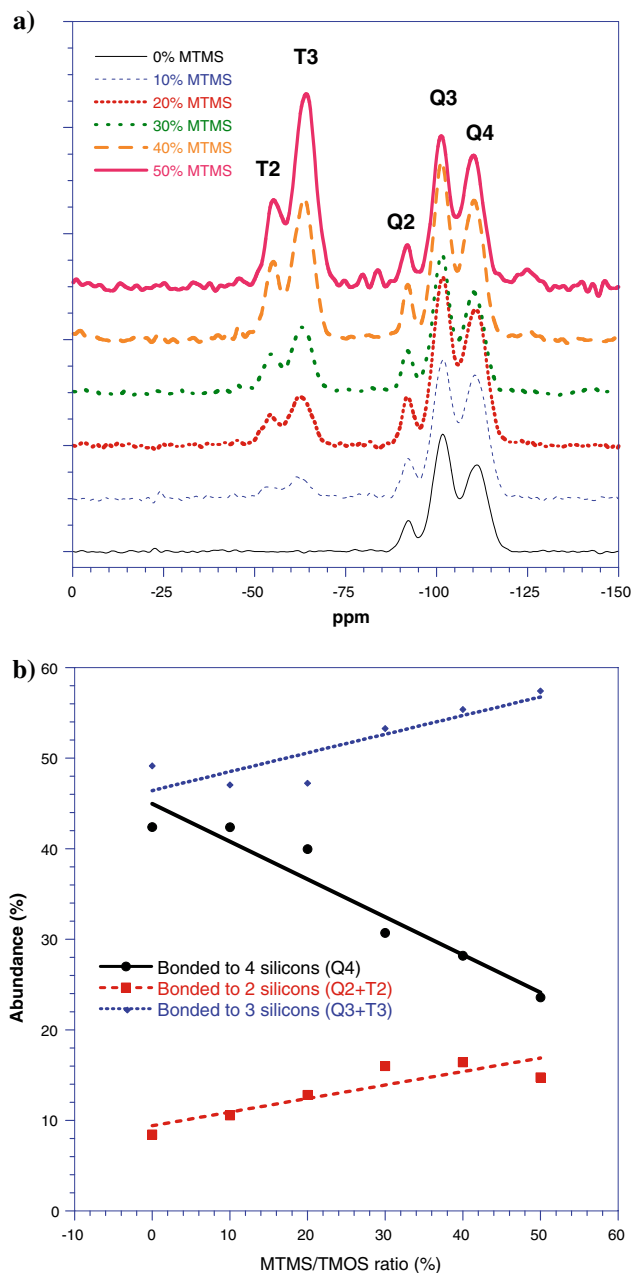 a)
0% MTMS
10% MTMS
20% MTMS
30% MTMS
40% MTMS
50% MTMS
T2
T3
Q2
Q3
Q4
0 -25 -50 -75 -100 -125 -150
ppm
b)
60
50
40
30
20
10
0
Abundance (%)
Bonded to 4 silicons (Q4)
Bonded to 2 silicons (Q2+T2)
Bonded to 3 silicons (Q3+T3)
-10 0 10 20 30 40 50 60
MTMS/TMOS ratio (%)